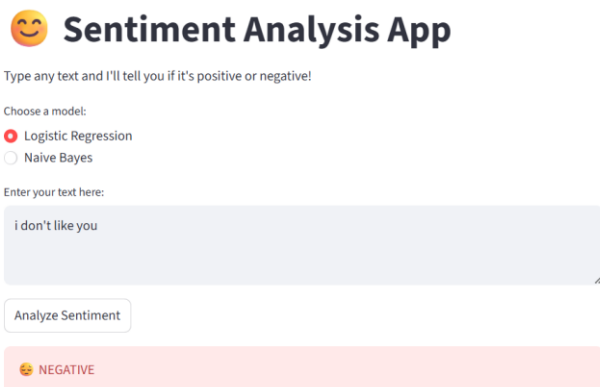 Sentiment Analysis App
Type any text and I'll tell you if it's positive or negative!
Choose a model:
Logistic Regression
Naive Bayes
Enter your text here:
i don't like you
Analyze Sentiment
NEGATIVE